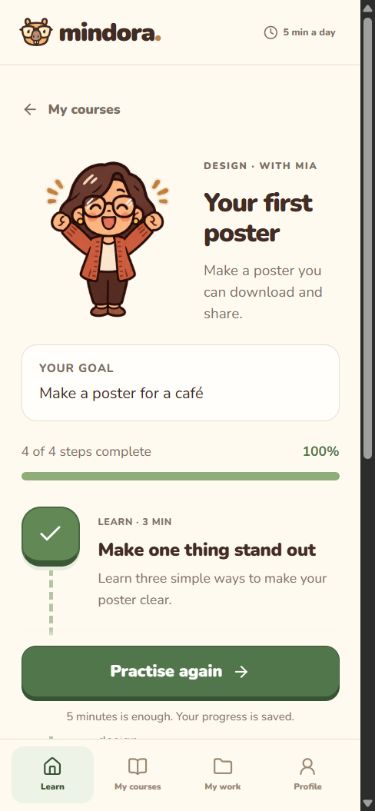 mindora.
5 min a day
My courses
DESIGN · WITH MIA
Your first
poster
Make a poster you
can download and
share.
YOUR GOAL
Make a poster for a café
4 of 4 steps complete
100%
LEARN · 3 MIN
Make one thing stand out
Learn three simple ways to make your
poster clear.
Practise again
5 minutes is enough. Your progress is saved.
Learn
My courses
My work
Profile